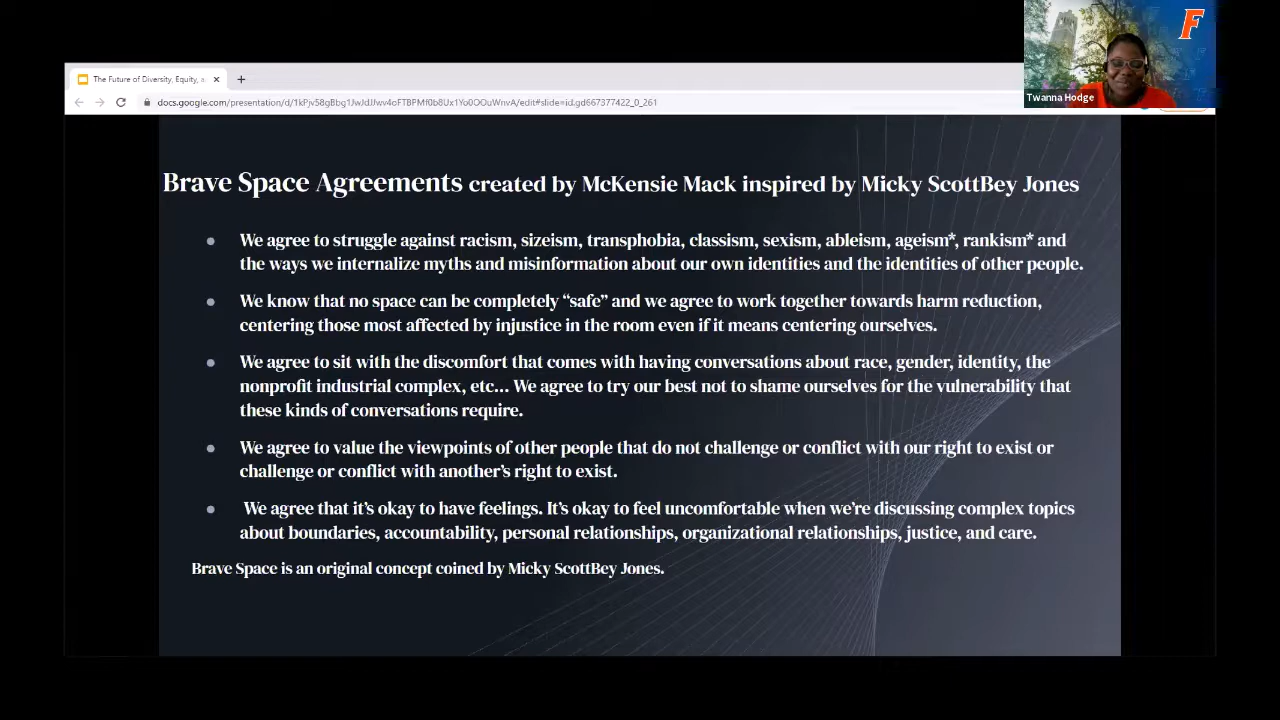 F
The Future of Diversity, Equity, a
docs.google.com/presentation/d/
Twanna Hodge
Brave Space Agreements created by McKensie Mack inspired by Micky ScottBey Jones
We agree to struggle against racism, sizeism, transphobia, classism, sexism, ableism, ageism*, rankism* and
the ways we internalize myths and misinformation about our own identities and the identities of other people.
We know that no space can be completely “safe” and we agree to work together towards harm reduction,
centering those most affected by injustice in the room even if it means centering ourselves.
We agree to sit with the discomfort that comes with having conversations about race, gender, identity, the
nonprofit industrial complex, etc... We agree to try our best not to shame ourselves for the vulnerability that
these kinds of conversations require.
We agree to value the viewpoints of other people that do not challenge or conflict with our right to exist or
challenge or conflict with another's right to exist.
We agree that it's okay to have feelings. It's okay to feel uncomfortable when we're discussing complex topics
about boundaries, accountability, personal relationships, organizational relationships, justice, and care.
Brave Space is an original concept coined by Micky ScottBey Jones.